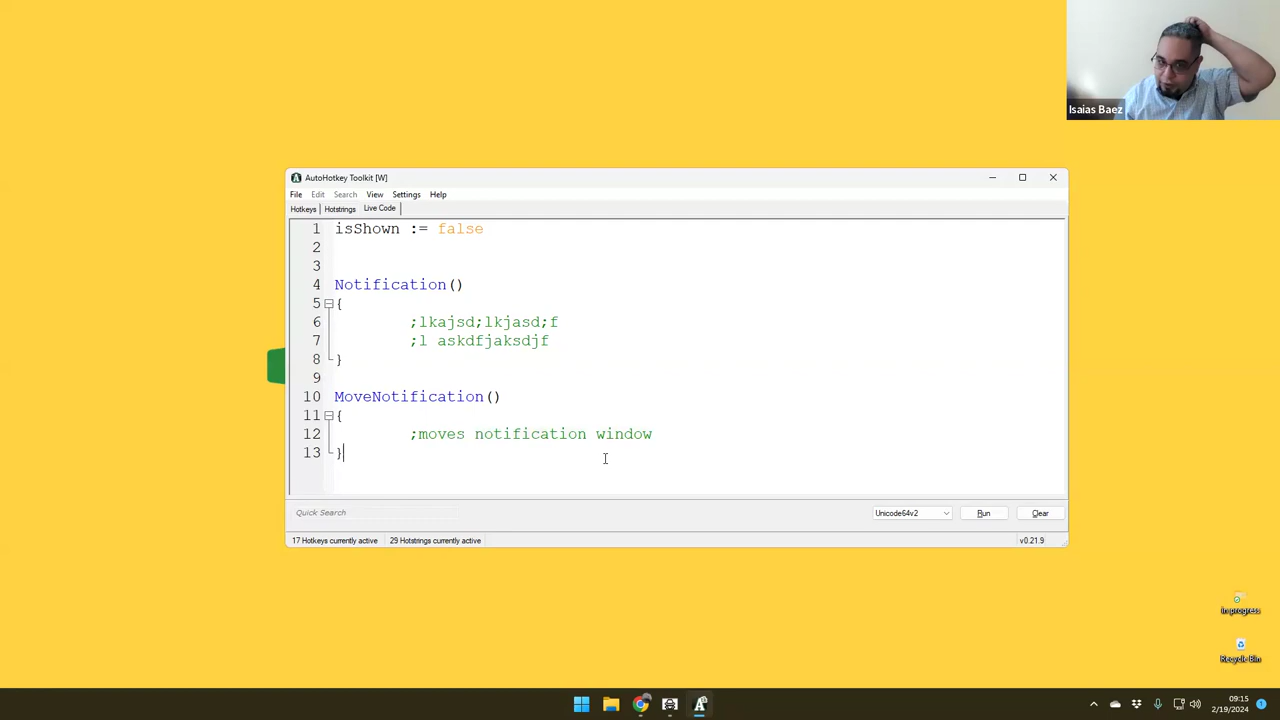 Isaias Baez
AutoHotkey Toolkit [W]
File Edit Search View Settings Help
Hotkeys Hotstrings Live Code
1 isShown := false
2
3
4 Notification()
5 {
6 ;lkajsd;lkjasd;f
7 ;l askdfjaksdjf
8 }
9
10 MoveNotification()
11 {
12 ;moves notification window
13 }
Quick Search
Unicode64v2 Run Clear
17 Hotkeys currently active 29 Hotstrings currently active v0.21.9
in progress
Recycle Bin
09:15
2/19/2024
1